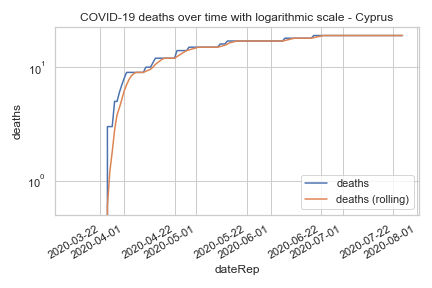 COVID-19 deaths over time with logarithmic scale - Cyprus
deaths
10¹
10⁰
deaths
deaths (rolling)
2020-03-22
2020-04-01
2020-04-22
2020-05-01
2020-05-22
2020-06-01
2020-06-22
2020-07-01
2020-07-22
2020-08-01
dateRep